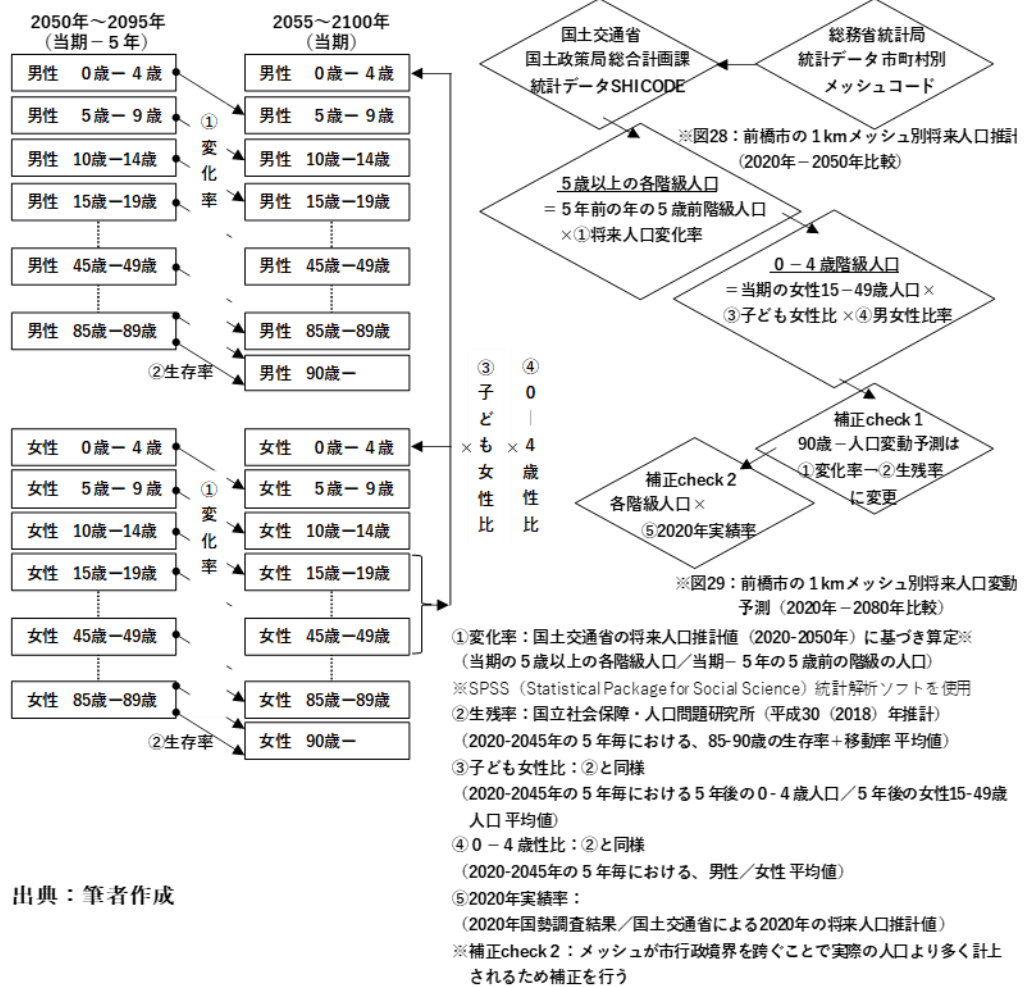 2050年～2095年
（当期－５年）
2055～2100年
（当期）
男性 0歳ー 4 歳
男性 5歳ー 9 歳
男性 10歳ー14歳
男性 15歳ー19歳
男性 45歳ー49歳
男性 85歳ー89歳
①変化率
②生存率
男性 0歳ー 4 歳
男性 5歳ー 9 歳
男性 10歳ー14歳
男性 15歳ー19歳
男性 45歳ー49歳
男性 85歳ー89歳
男性 90歳ー
女性 0歳ー 4 歳
女性 5歳ー 9 歳
女性 10歳ー14歳
女性 15歳ー19歳
女性 45歳ー49歳
女性 85歳ー89歳
①変化率
②生存率
女性 0歳ー 4 歳
女性 5歳ー 9 歳
女性 10歳ー14歳
女性 15歳ー19歳
女性 45歳ー49歳
女性 85歳ー89歳
女性 90歳ー
×
③子ども女性比
×
④0｜4歳性比
国土交通省
国土政策局総合計画課
統計データSHICODE
総務省統計局
統計データ市町村別
メッシュコード
※図28：前橋市の１kmメッシュ別将来人口推計
（2020年－2050年比較）
５歳以上の各階級人口
＝５年前の年の５歳前階級人口
×①将来人口変化率
０－４歳階級人口
＝当期の女性15－49歳人口×
③子ども女性比×④男女性比率
補正check１
90歳－人口変動予測は
①変化率→②生残率
に変更
補正check２
各階級人口×
⑤2020年実績率
※図29：前橋市の１kmメッシュ別将来人口変動
予測（2020年－2080年比較）
①変化率：国土交通省の将来人口推計値（2020-2050年）に基づき算定※
（当期の５歳以上の各階級人口／当期－５年の５歳前の階級の人口）
※SPSS（Statistical Package for Social Science）統計解析ソフトを使用
②生残率：国立社会保障・人口問題研究所（平成30（2018）年推計）
（2020-2045年の５年毎における、85-90歳の生存率＋移動率 平均値）
③子ども女性比：②と同様
（2020-2045年の５年毎における５年後の０-４歳人口／５年後の女性15-49歳
人口 平均値）
④０－４歳性比：②と同様
（2020-2045年の５年毎における、男性／女性 平均値）
⑤2020年実績率：
（2020年国勢調査結果／国土交通省による2020年の将来人口推計値）
※補正check２：メッシュが市行政境界を跨ぐことで実際の人口より多く計上
されるため補正を行う
出典：筆者作成